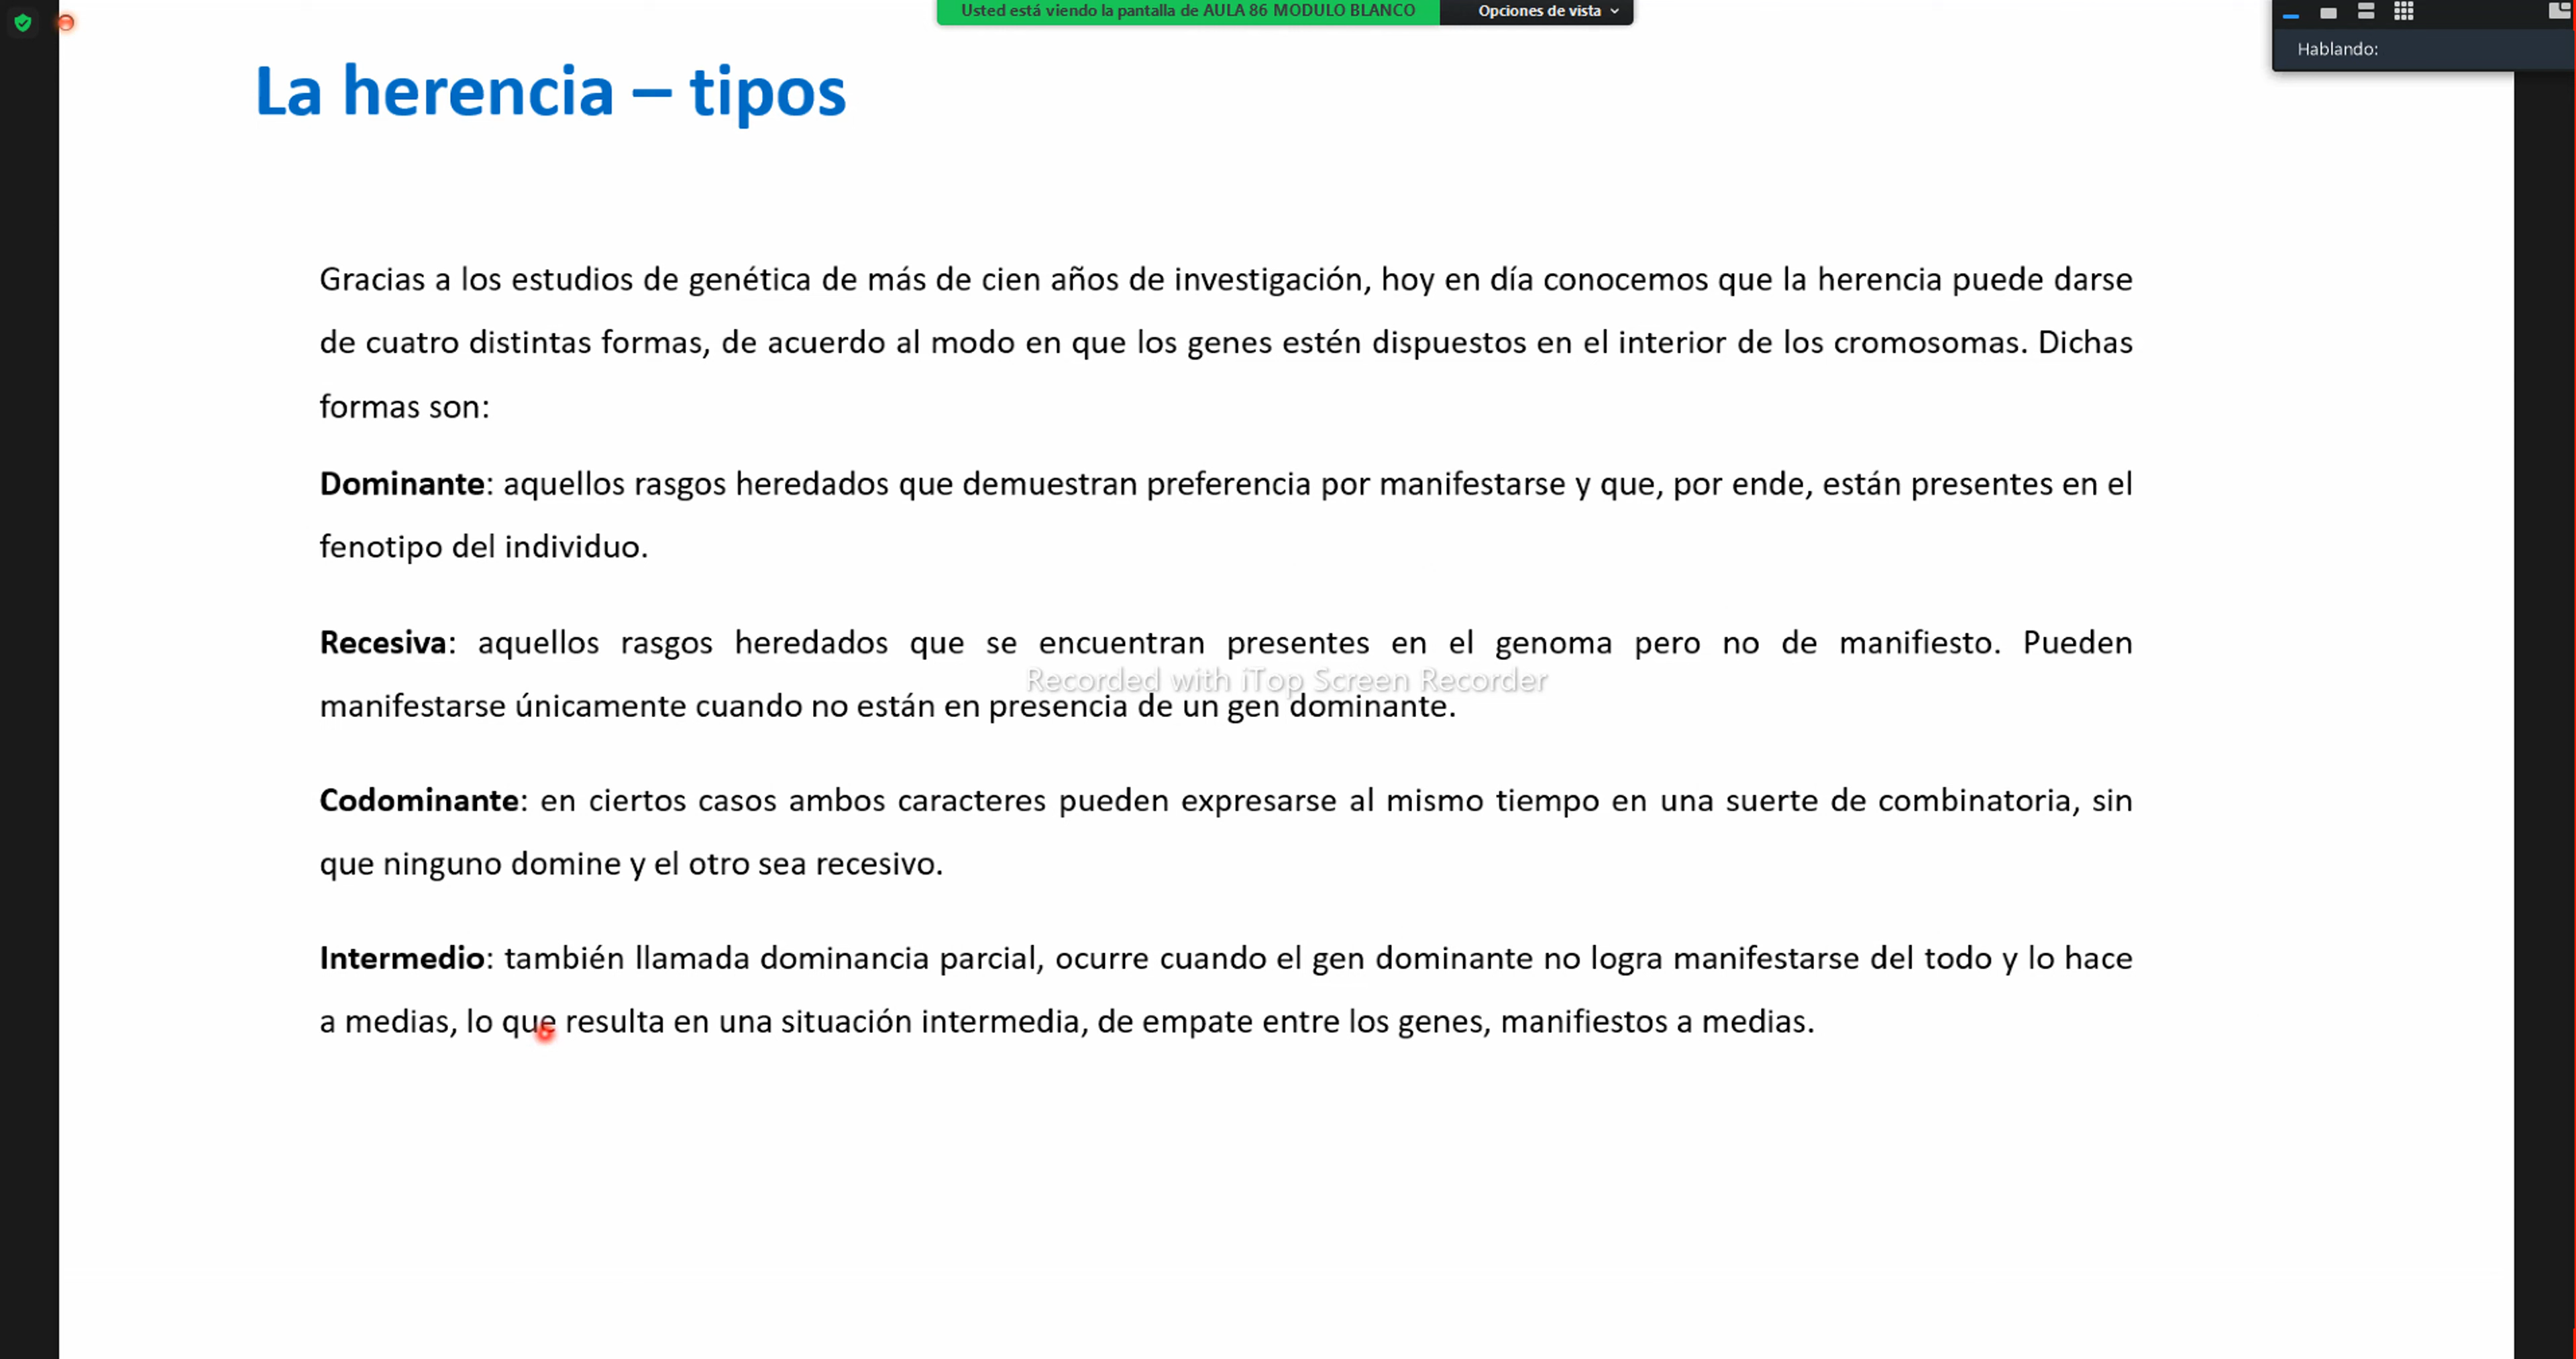 Usted está viendo la pantalla de AULA 86 MODULO BLANCO
Opciones de vista
Hablando:
La herencia – tipos
Gracias a los estudios de genética de más de cien años de investigación, hoy en día conocemos que la herencia puede darse
de cuatro distintas formas, de acuerdo al modo en que los genes estén dispuestos en el interior de los cromosomas. Dichas
formas son:
Dominante: aquellos rasgos heredados que demuestran preferencia por manifestarse y que, por ende, están presentes en el
fenotipo del individuo.
Recesiva: aquellos rasgos heredados que se encuentran presentes en el genoma pero no de manifiesto. Pueden
Recorded with iTop Screen Recorder
manifestarse únicamente cuando no están en presencia de un gen dominante.
Codominante: en ciertos casos ambos caracteres pueden expresarse al mismo tiempo en una suerte de combinatoria, sin
que ninguno domine y el otro sea recesivo.
Intermedio: también llamada dominancia parcial, ocurre cuando el gen dominante no logra manifestarse del todo y lo hace
a medias, lo que resulta en una situación intermedia, de empate entre los genes, manifiestos a medias.